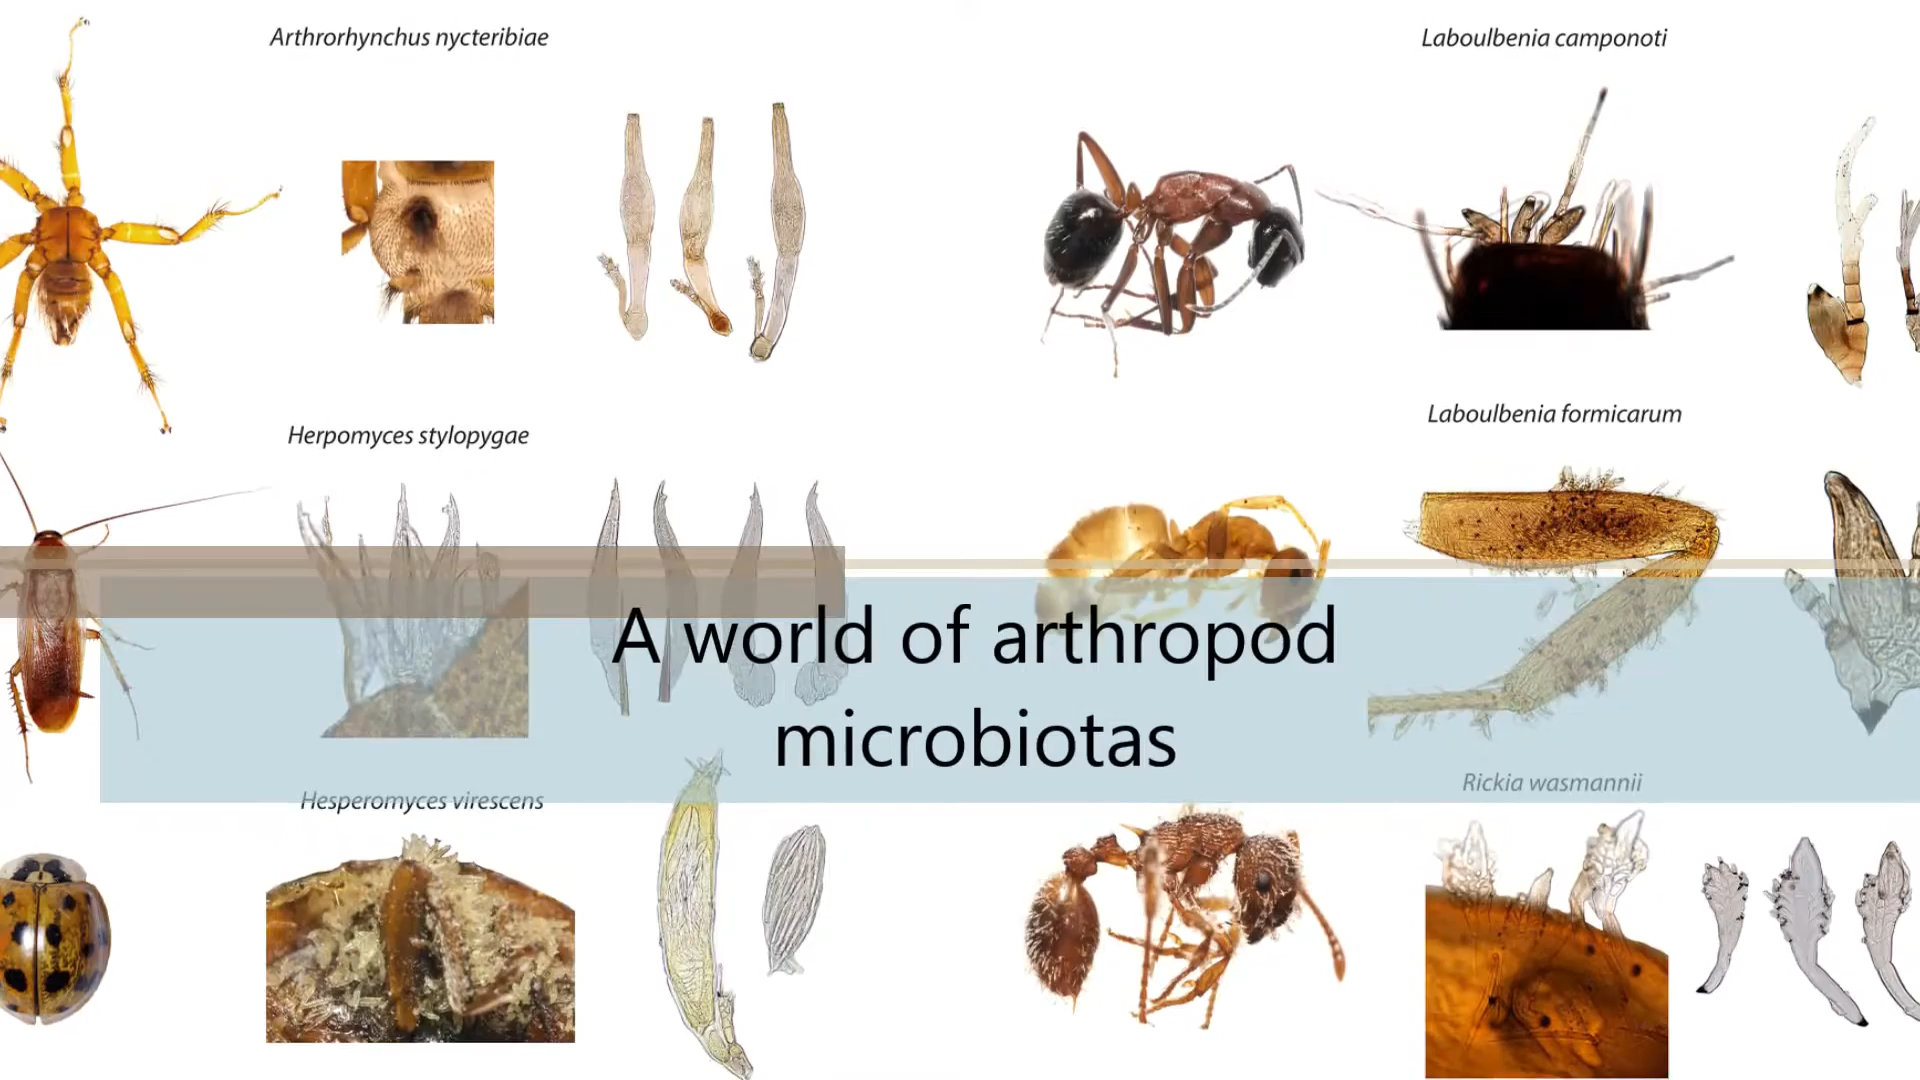 Arthrorhynchus nycteribiae
Laboulbenia camponoti
Herpomyces stylopygae
Laboulbenia formicarum
A world of arthropod
microbiotas
Hesperomyces virescens
Rickia wasmannii